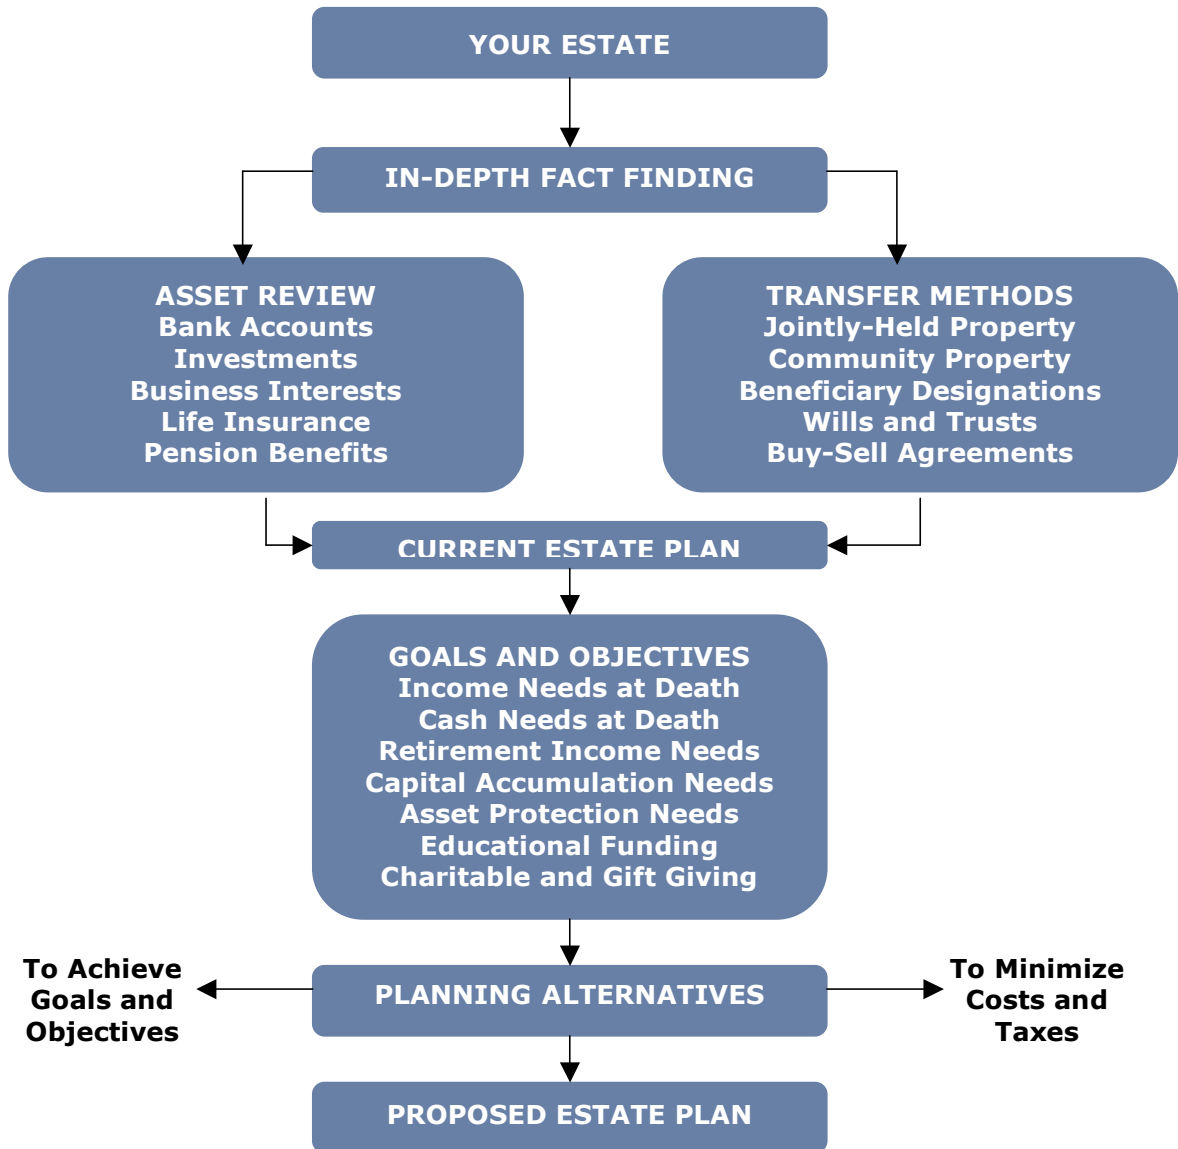 YOUR ESTATE
IN-DEPTH FACT FINDING
ASSET REVIEW
Bank Accounts
Investments
Business Interests
Life Insurance
Pension Benefits
TRANSFER METHODS
Jointly-Held Property
Community Property
Beneficiary Designations
Wills and Trusts
Buy-Sell Agreements
CURRENT ESTATE PLAN
GOALS AND OBJECTIVES
Income Needs at Death
Cash Needs at Death
Retirement Income Needs
Capital Accumulation Needs
Asset Protection Needs
Educational Funding
Charitable and Gift Giving
To Achieve
Goals and
Objectives
PLANNING ALTERNATIVES
To Minimize
Costs and
Taxes
PROPOSED ESTATE PLAN